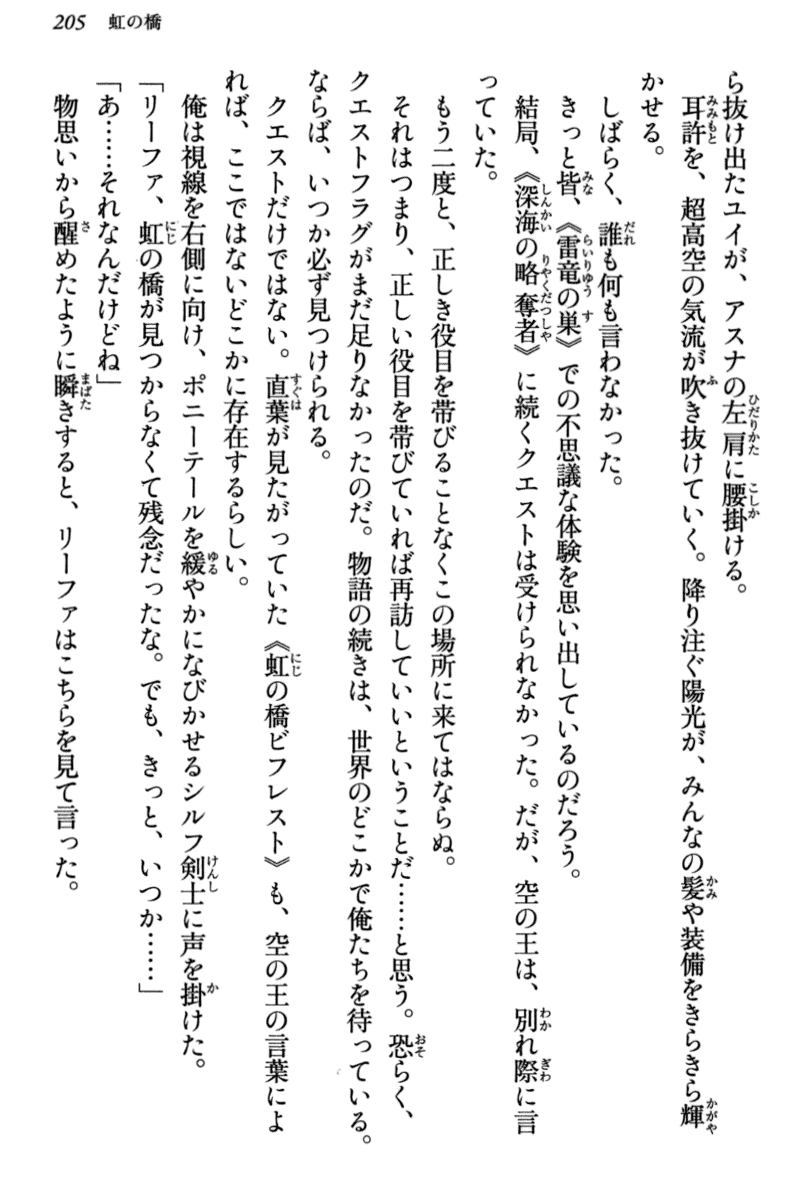 205 虹の橋
ら抜け出たユイが、アスナの左肩に腰掛ける。
耳許を、超高空の気流が吹き抜けていく。降り注ぐ陽光が、みんなの髪や装備をきらきら輝
かせる。
しばらく、誰も何も言わなかった。
きっと皆、《雷竜の巣》での不思議な体験を思い出しているのだろう。
結局、《深海の略奪者》に続くクエストは受けられなかった。だが、空の王は、別れ際に言
っていた。
もう二度と、正しき役目を帯びることなくこの場所に来てはならぬ。
それはつまり、正しい役目を帯びていれば再訪していいということだ……と思う。恐らく、
クエストフラグがまだ足りなかったのだ。物語の続きは、世界のどこかで俺たちを待っている。
ならば、いつか必ず見つけられる。
クエストだけではない。直葉が見たがっていた《虹の橋ビフレスト》も、空の王の言葉によ
れば、ここではないどこかに存在するらしい。
俺は視線を右側に向け、ポニーテールを緩やかになびかせるシルフ剣士に声を掛けた。
「リーファ、虹の橋が見つからなくて残念だったな。でも、きっと、いつか……」
「あ……それなんだけどね」
物思いから醒めたように瞬きすると、リーファはこちらを見て言った。